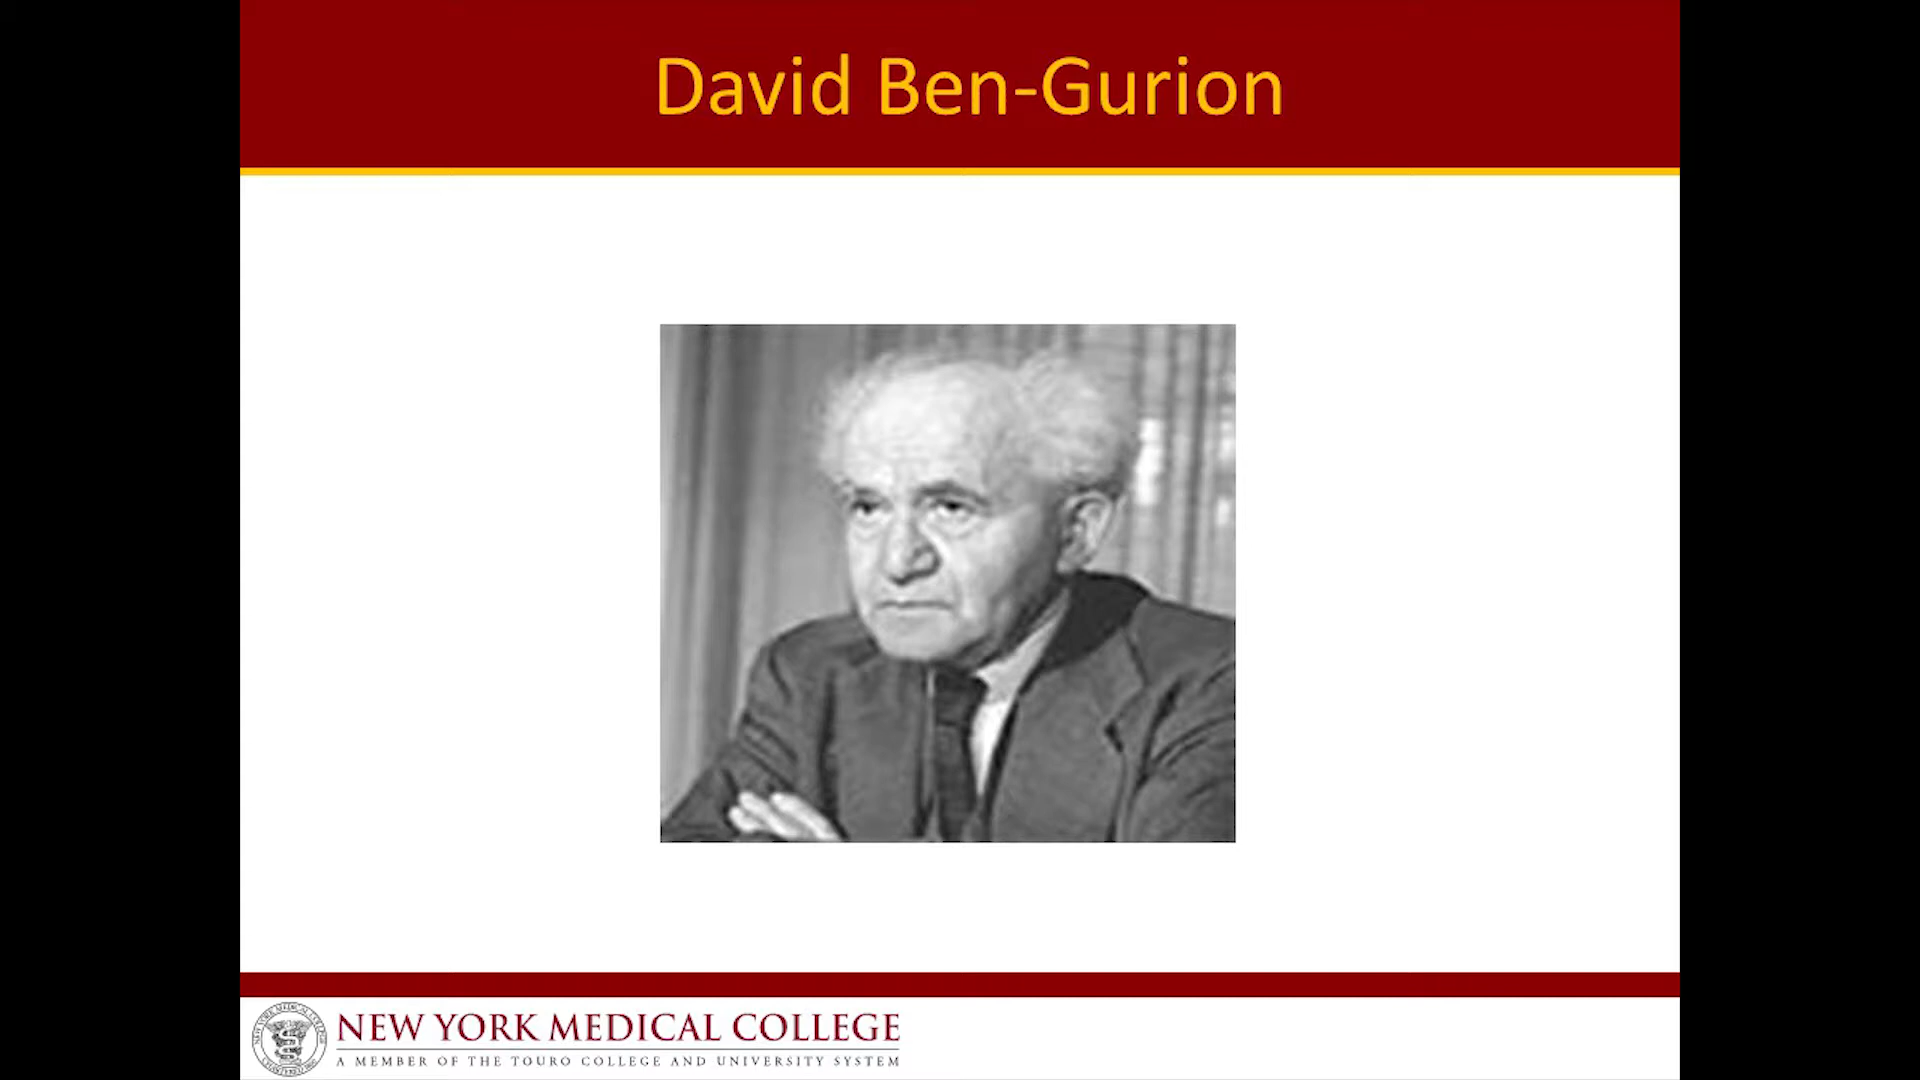 David Ben-Gurion
NEW YORK MEDICAL COLLEGE
A MEMBER OF THE TOURO COLLEGE AND UNIVERSITY SYSTEM